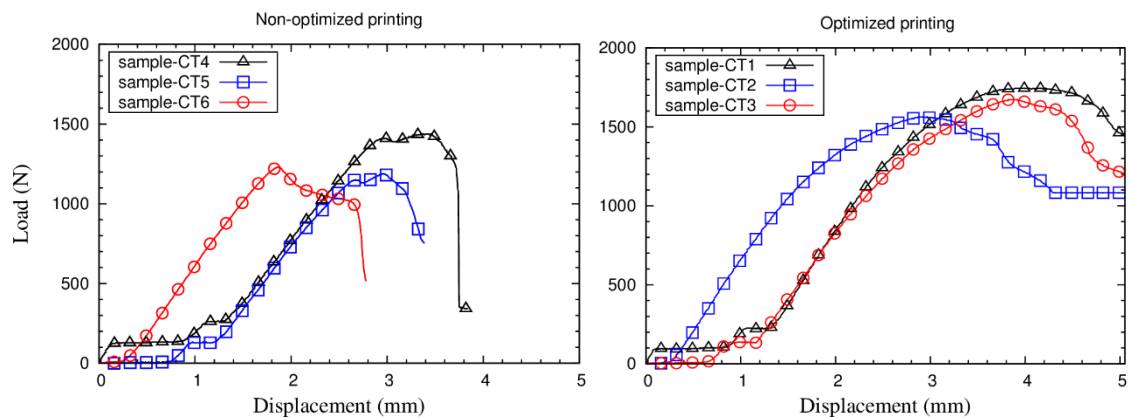 Non-optimized printing
Load (N)
2000
1500
1000
500
0
sample-CT4
sample-CT5
sample-CT6
0 1 2 3 4 5
Displacement (mm)
Optimized printing
2000
1500
1000
500
0
sample-CT1
sample-CT2
sample-CT3
0 1 2 3 4 5
Displacement (mm)